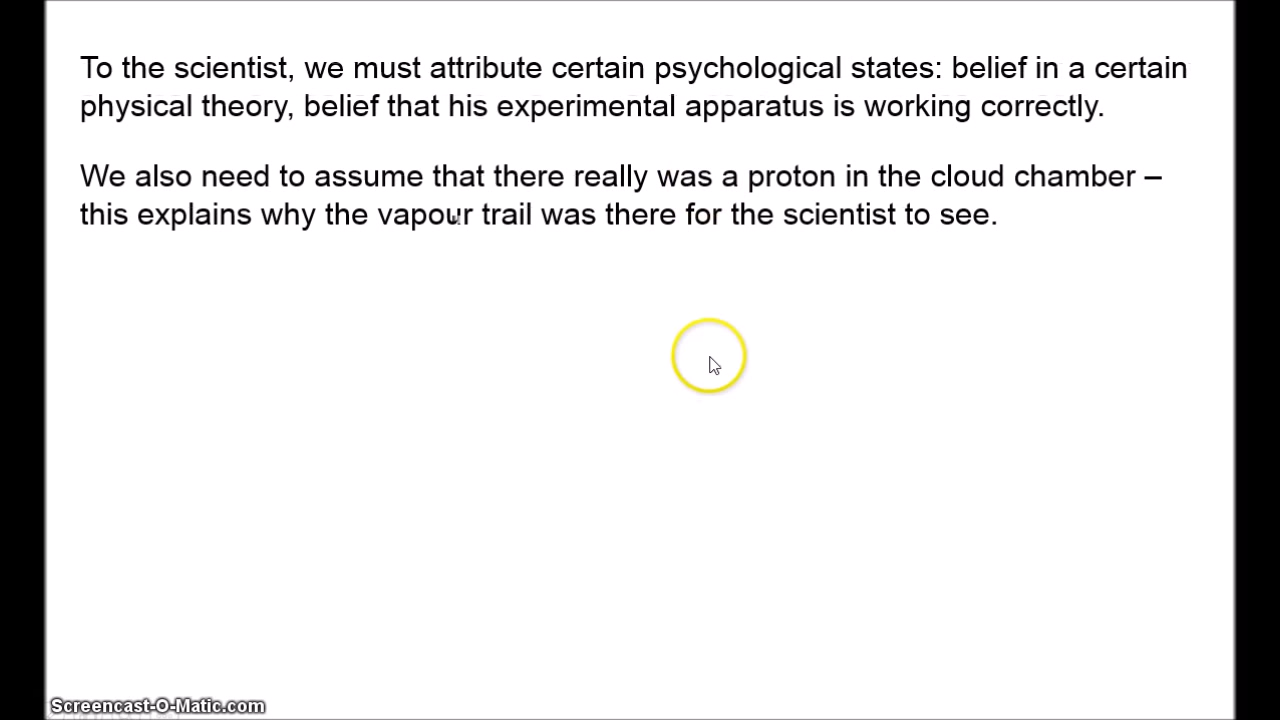 To the scientist, we must attribute certain psychological states: belief in a certain
physical theory, belief that his experimental apparatus is working correctly.
We also need to assume that there really was a proton in the cloud chamber –
this explains why the vapour trail was there for the scientist to see.
Screencast-O-Matic.com